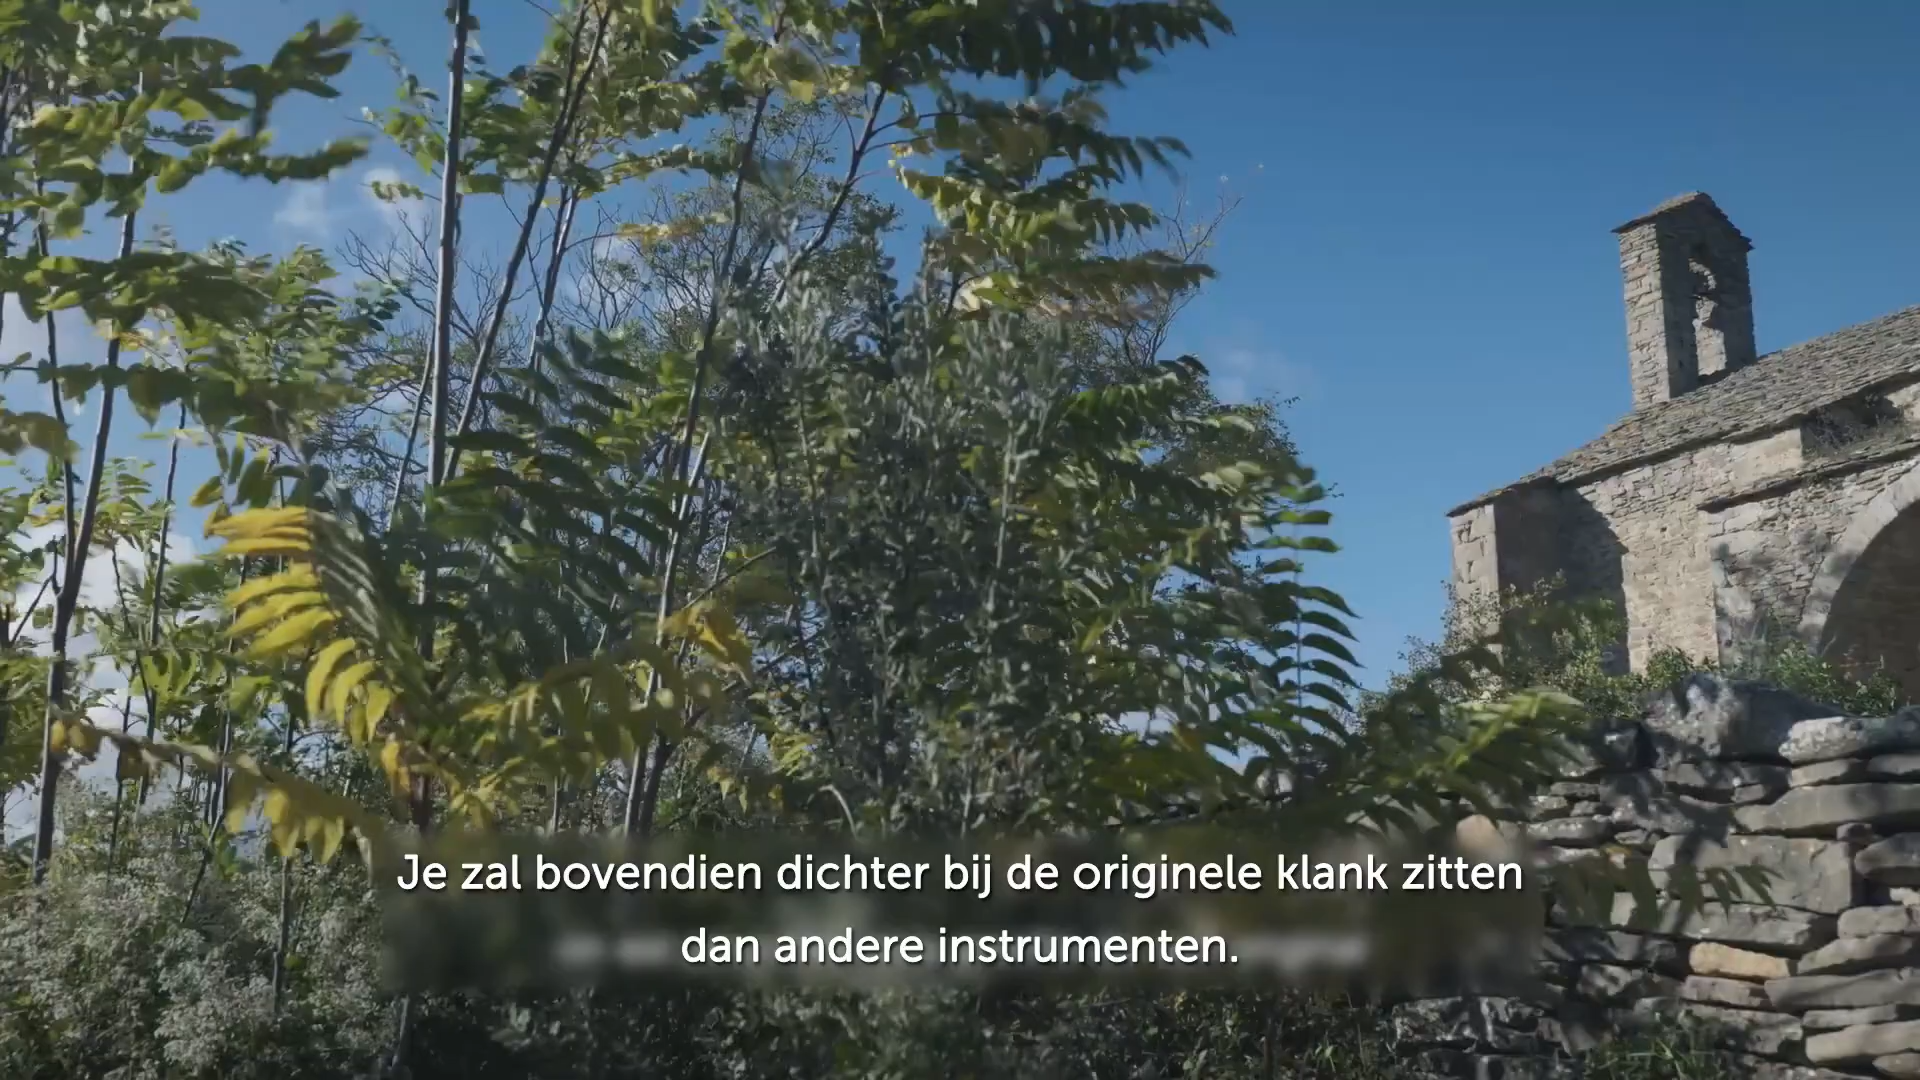 Je zal bovendien dichter bij de originele klank zitten
dan andere instrumenten.